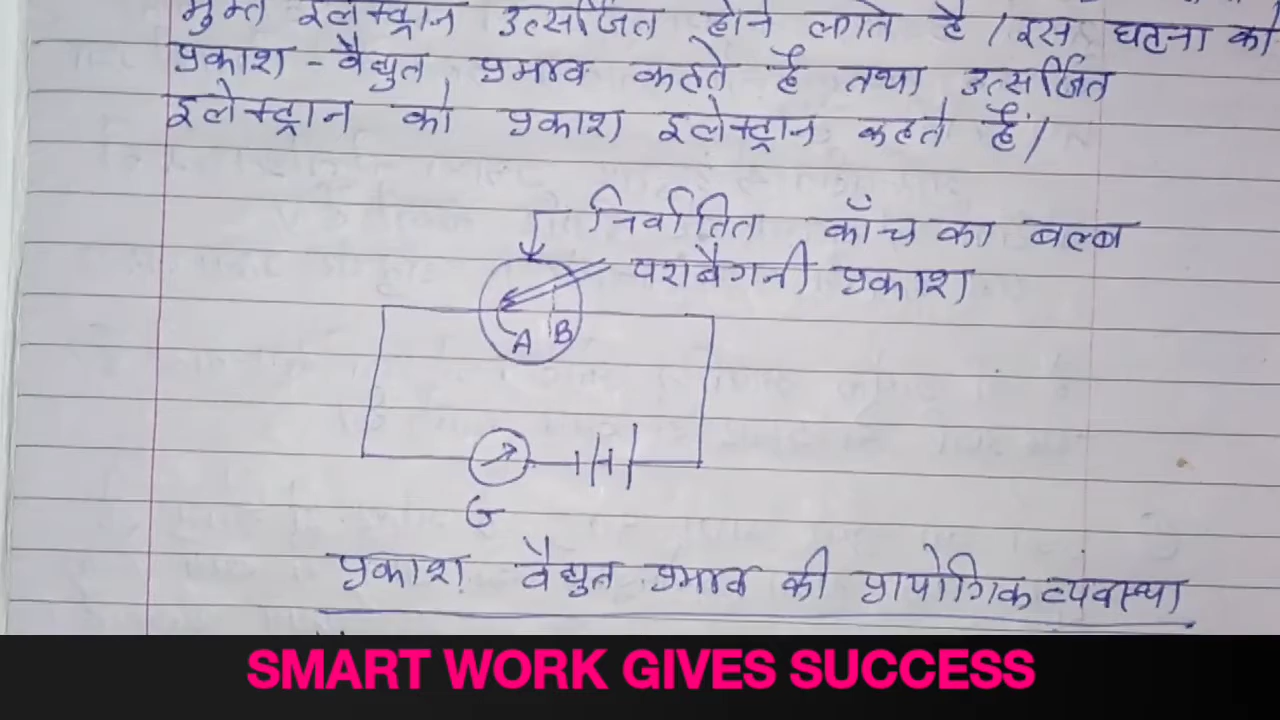 मुक्त इलेक्ट्रान उत्सर्जित होने लगते है। इस घटना को
प्रकाश - वैद्युत प्रभाव कहते है तथा उत्सर्जित
इलेक्ट्रान को प्रकाश इलेक्ट्रान कहते हैं।
निर्वातित काँच का बल्ब
पराबैगनी प्रकाश
A B
G
प्रकाश वैद्युत प्रभाव की प्रायोगिक व्यवस्था
SMART WORK GIVES SUCCESS